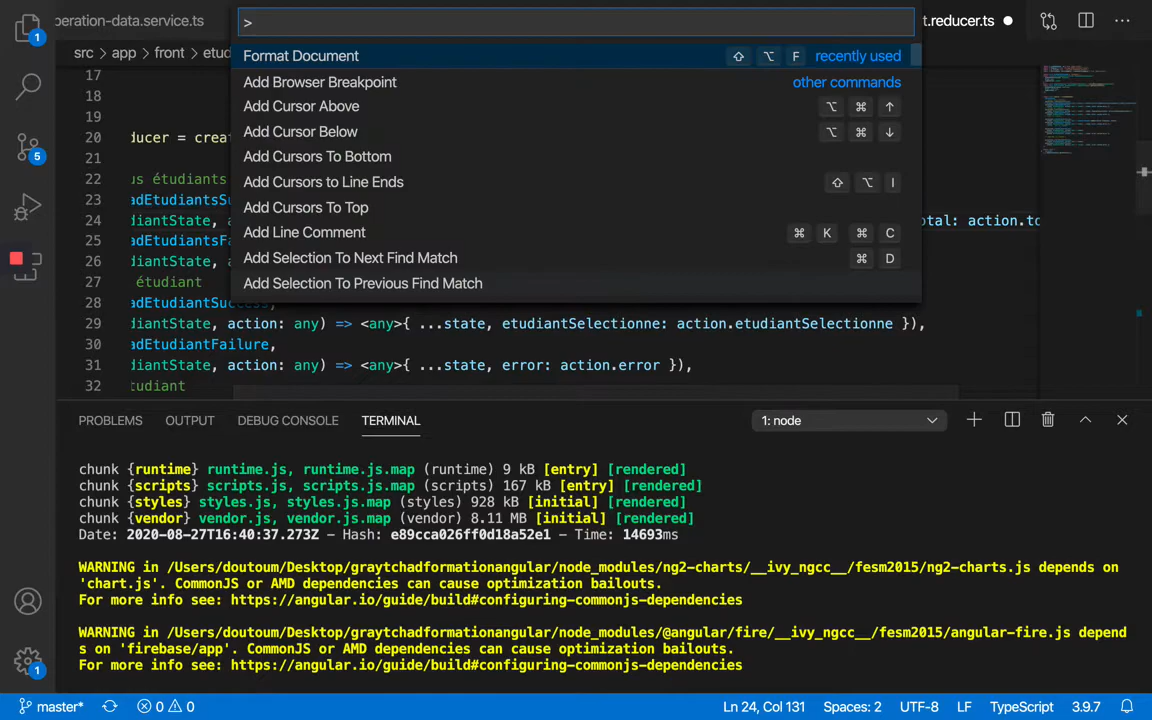 peration-data.service.ts
>
t.reducer.ts
1
src > app > front > etud
Format Document F recently used
Add Browser Breakpoint other commands
Add Cursor Above ⌥ ⌘ ↑
Add Cursor Below ⌥ ⌘ ↓
Add Cursors To Bottom
Add Cursors to Line Ends ⇧ ⌥ I
Add Cursors To Top
Add Line Comment ⌘ K ⌘ C
Add Selection To Next Find Match ⌘ D
Add Selection To Previous Find Match
17
18
19
20 ducer = crea
21
22 us étudiants
23 adEtudiantsSu
24 diantState, a otal: action.to
25 adEtudiantsFa
26 diantState, a
27 étudiant
28 adEtudiantSuccess,
29 diantState, action: any) => <any>{ ...state, etudiantSelectionne: action.etudiantSelectionne }),
30 adEtudiantFailure,
31 diantState, action: any) => <any>{ ...state, error: action.error }),
32 tudiant
5
PROBLEMS OUTPUT DEBUG CONSOLE TERMINAL 1: node
chunk {runtime} runtime.js, runtime.js.map (runtime) 9 kB [entry] [rendered]
chunk {scripts} scripts.js, scripts.js.map (scripts) 167 kB [entry] [rendered]
chunk {styles} styles.js, styles.js.map (styles) 928 kB [initial] [rendered]
chunk {vendor} vendor.js, vendor.js.map (vendor) 8.11 MB [initial] [rendered]
Date: 2020-08-27T16:40:37.273Z - Hash: e89cca026ff0d18a52e1 - Time: 14693ms
WARNING in /Users/doutoum/Desktop/graytchadformationangular/node_modules/ng2-charts/__ivy_ngcc__/fesm2015/ng2-charts.js depends on
'chart.js'. CommonJS or AMD dependencies can cause optimization bailouts.
For more info see: https://angular.io/guide/build#configuring-commonjs-dependencies
WARNING in /Users/doutoum/Desktop/graytchadformationangular/node_modules/@angular/fire/__ivy_ngcc__/fesm2015/angular-fire.js depend
s on 'firebase/app'. CommonJS or AMD dependencies can cause optimization bailouts.
For more info see: https://angular.io/guide/build#configuring-commonjs-dependencies
1
master* 0 0 Ln 24, Col 131 Spaces: 2 UTF-8 LF TypeScript 3.9.7